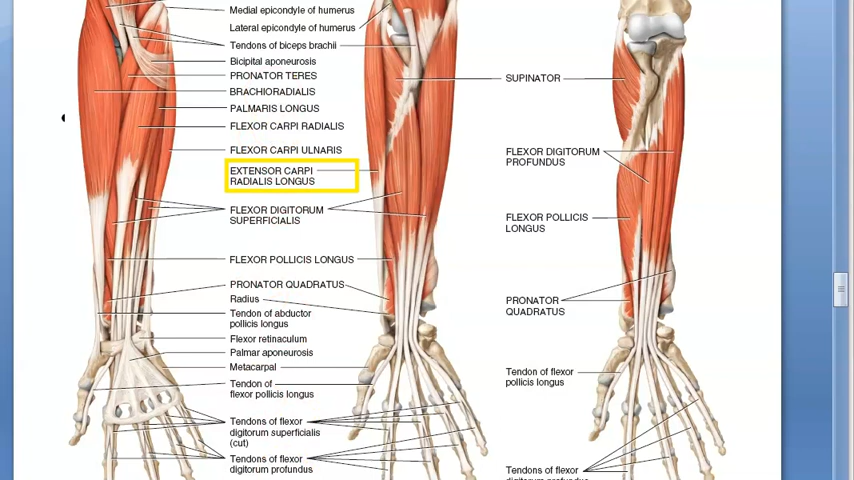 Medial epicondyle of humerus
Lateral epicondyle of humerus
Tendons of biceps brachii
Bicipital aponeurosis
PRONATOR TERES
BRACHIORADIALIS
PALMARIS LONGUS
FLEXOR CARPI RADIALIS
FLEXOR CARPI ULNARIS
EXTENSOR CARPI
RADIALIS LONGUS
FLEXOR DIGITORUM
SUPERFICIALIS
FLEXOR POLLICIS LONGUS
PRONATOR QUADRATUS
Radius
Tendon of abductor
pollicis longus
Flexor retinaculum
Palmar aponeurosis
Metacarpal
Tendon of
flexor pollicis longus
Tendons of flexor
digitorum superficialis
(cut)
Tendons of flexor
digitorum profundus
SUPINATOR
FLEXOR DIGITORUM
PROFUNDUS
FLEXOR POLLICIS
LONGUS
PRONATOR
QUADRATUS
Tendon of flexor
pollicis longus
Tendons of flexor
digitorum profundus